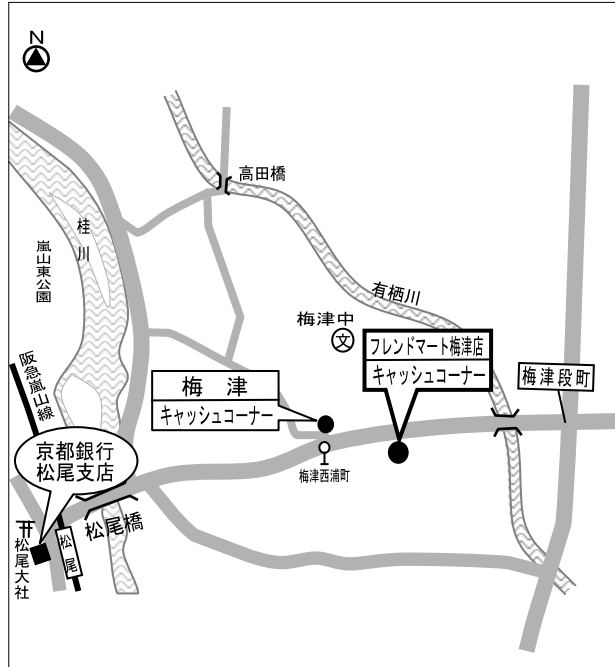 N
高田橋
桂川
嵐山東公園
有栖川
梅津中
文
フレンドマート梅津店
キャッシュコーナー
梅津段町
阪急嵐山線
梅津
キャッシュコーナー
京都銀行
松尾支店
梅津西浦町
松尾橋
松尾
松尾大社